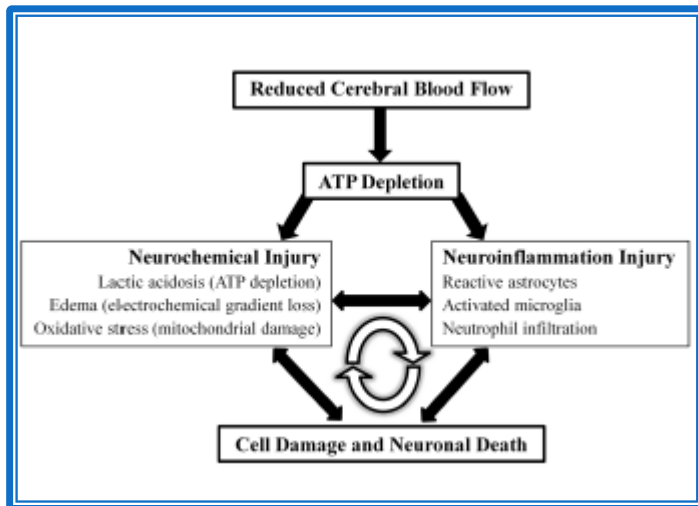 Reduced Cerebral Blood Flow
ATP Depletion
Neurochemical Injury
Lactic acidosis (ATP depletion)
Edema (electrochemical gradient loss)
Oxidative stress (mitochondrial damage)
Neuroinflammation Injury
Reactive astrocytes
Activated microglia
Neutrophil infiltration
Cell Damage and Neuronal Death